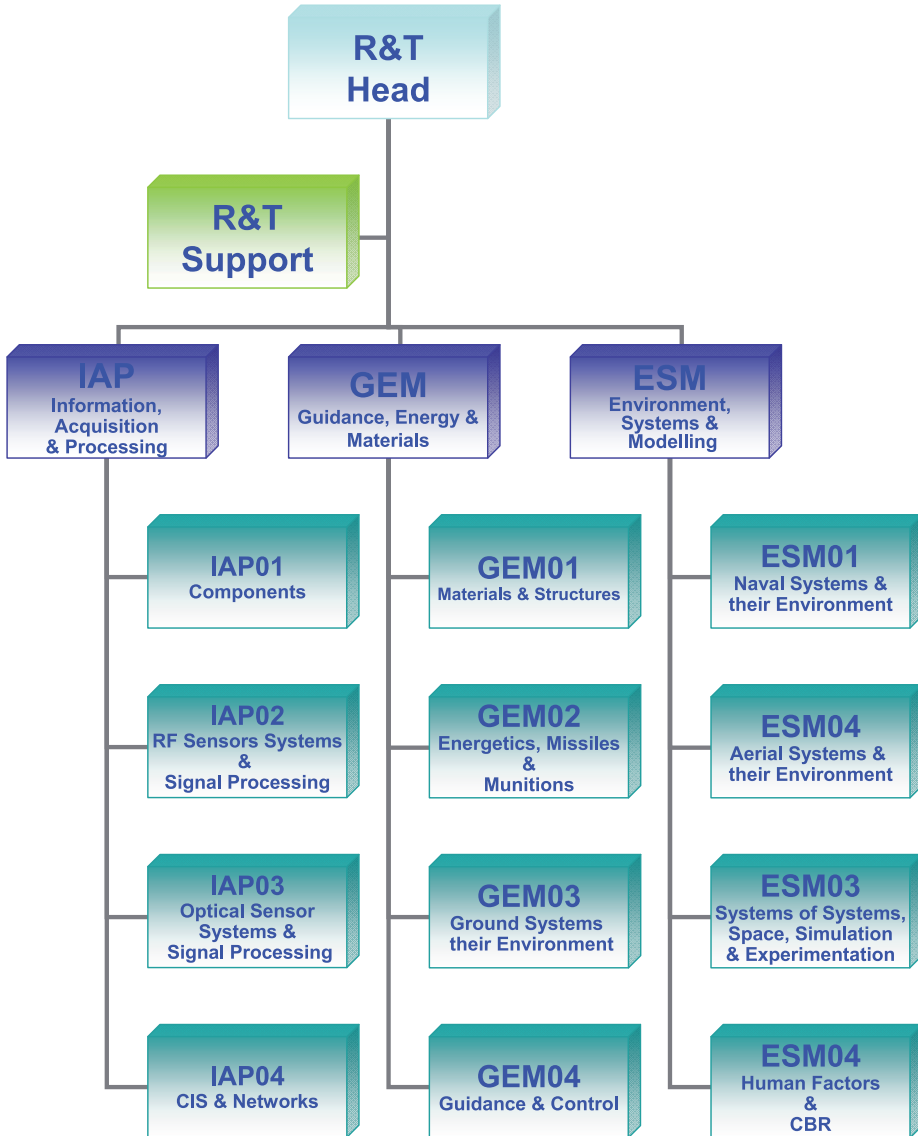 R&T
Head
R&T
Support
IAP
Information,
Acquisition
& Processing
GEM
Guidance, Energy &
Materials
ESM
Environment,
Systems &
Modelling
IAP01
Components
GEM01
Materials & Structures
ESM01
Naval Systems &
their Environment
IAP02
RF Sensors Systems
&
Signal Processing
GEM02
Energetics, Missiles
&
Munitions
ESM04
Aerial Systems &
their Environment
IAP03
Optical Sensor
Systems &
Signal Processing
GEM03
Ground Systems
their Environment
ESM03
Systems of Systems,
Space, Simulation
& Experimentation
IAP04
CIS & Networks
GEM04
Guidance & Control
ESM04
Human Factors
&
CBR